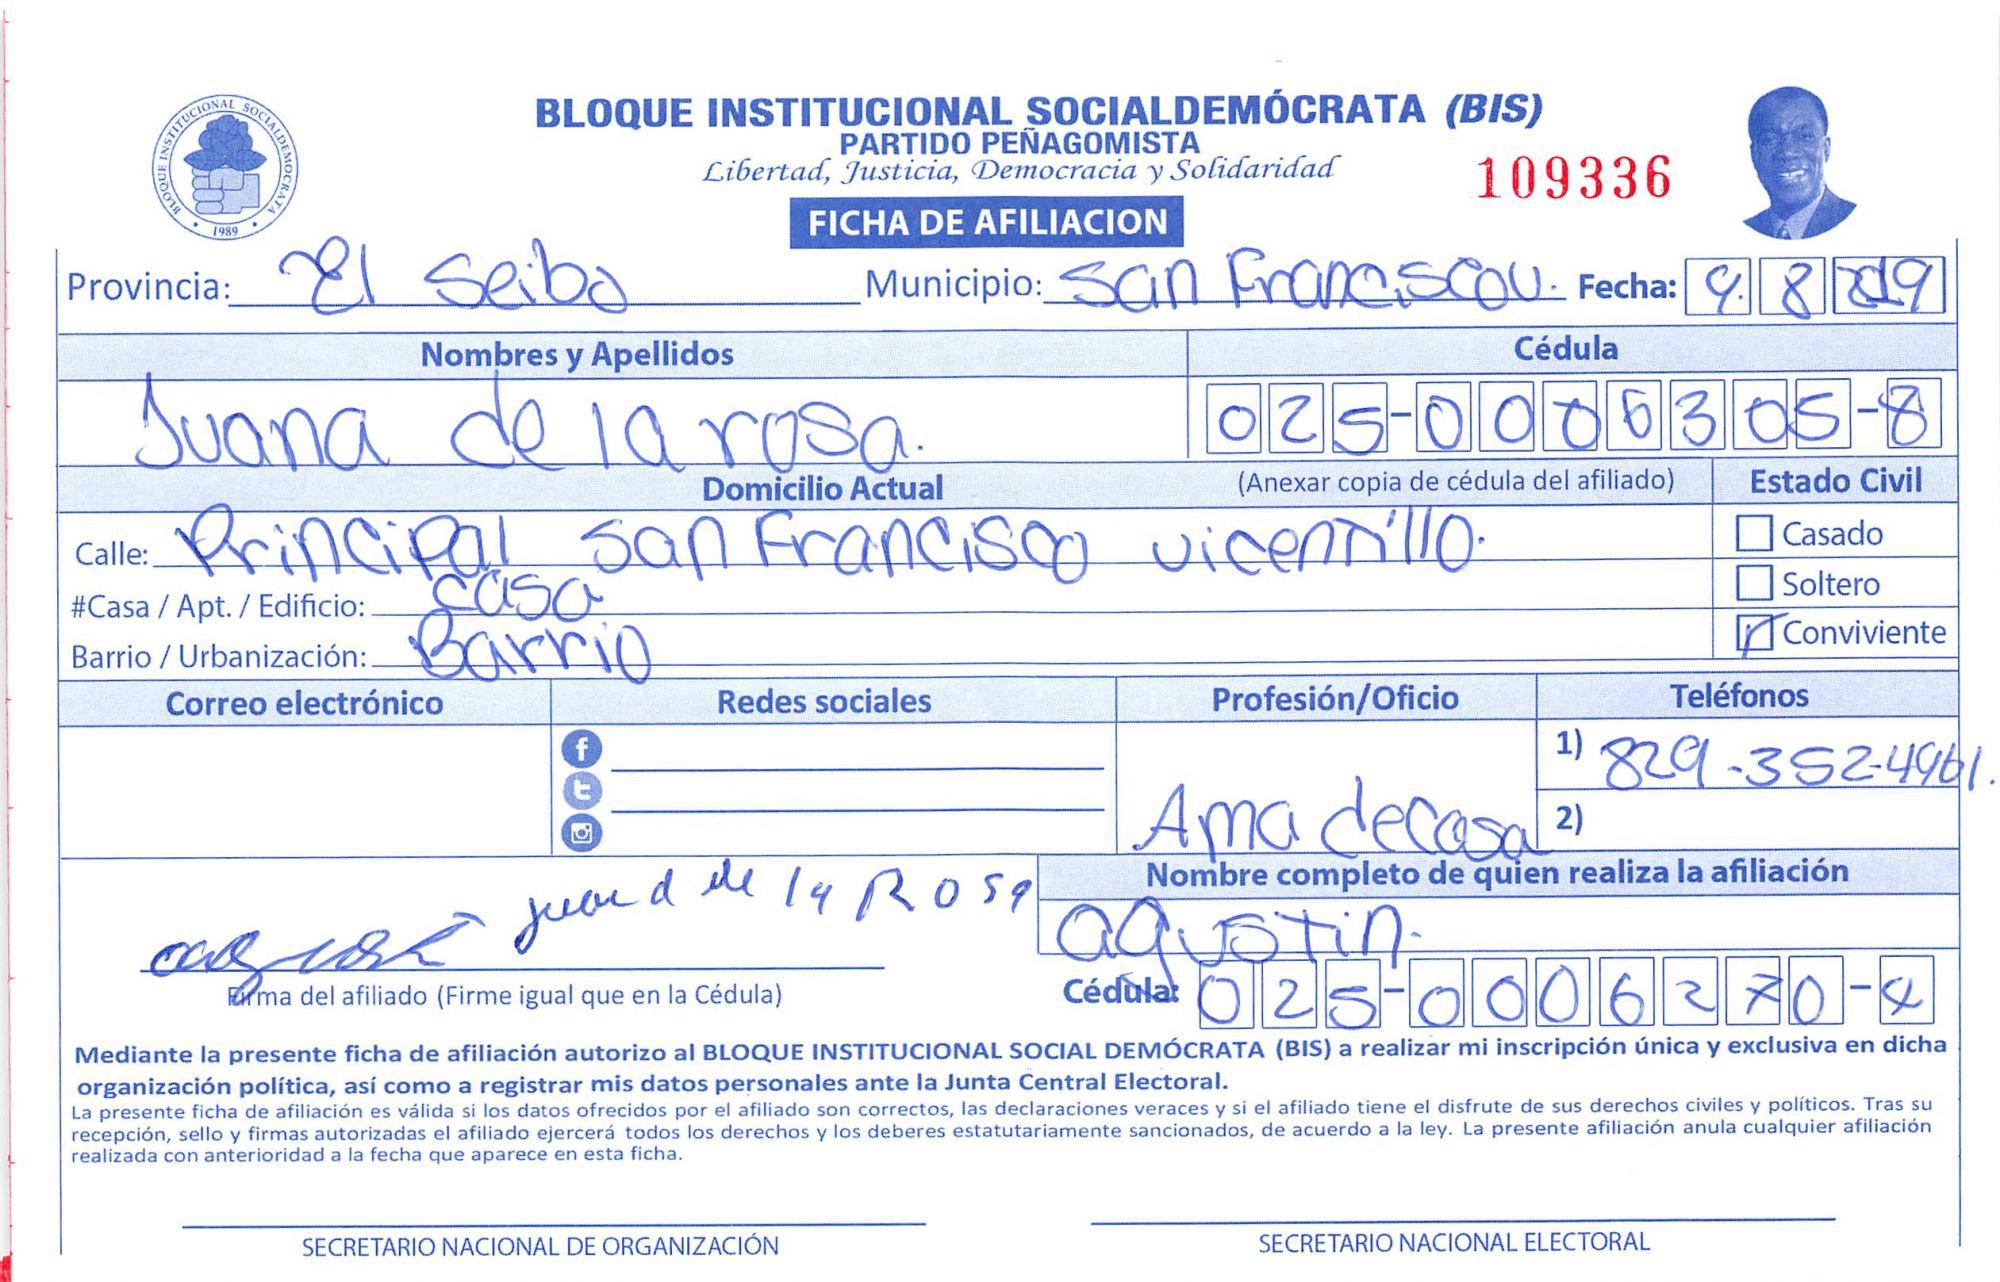 BLOQUE INSTITUCIONAL SOCIALDEMÓCRATA (BIS)
PARTIDO PEÑAGOMISTA
Libertad, Justicia, Democracia y Solidaridad
109336
BLOQUE INSTITUCIONAL SOCIALDEMOCRATA
1989
FICHA DE AFILIACION
Provincia: El Seibo Municipio: San Franciscov. Fecha: 9. 8 2019
Nombres y Apellidos Cédula
Juana de la rosa. 025-0006305-8
Domicilio Actual (Anexar copia de cédula del afiliado) Estado Civil
Calle: Principal San Francisco vicentillo. Casado
#Casa / Apt. / Edificio: casa Soltero
Barrio / Urbanización: Barrio Conviviente
Correo electrónico Redes sociales Profesión/Oficio Teléfonos
1) 829-352-4961.
Ama de casa 2)
Nombre completo de quien realiza la afiliación
juana de la Rosa
agustin.
Firma del afiliado (Firme igual que en la Cédula) Cédula: 025-0006270-4
Mediante la presente ficha de afiliación autorizo al BLOQUE INSTITUCIONAL SOCIAL DEMÓCRATA (BIS) a realizar mi inscripción única y exclusiva en dicha
organización política, así como a registrar mis datos personales ante la Junta Central Electoral.
La presente ficha de afiliación es válida si los datos ofrecidos por el afiliado son correctos, las declaraciones veraces y si el afiliado tiene el disfrute de sus derechos civiles y políticos. Tras su
recepción, sello y firmas autorizadas el afiliado ejercerá todos los derechos y los deberes estatutariamente sancionados, de acuerdo a la ley. La presente afiliación anula cualquier afiliación
realizada con anterioridad a la fecha que aparece en esta ficha.
SECRETARIO NACIONAL DE ORGANIZACIÓN SECRETARIO NACIONAL ELECTORAL